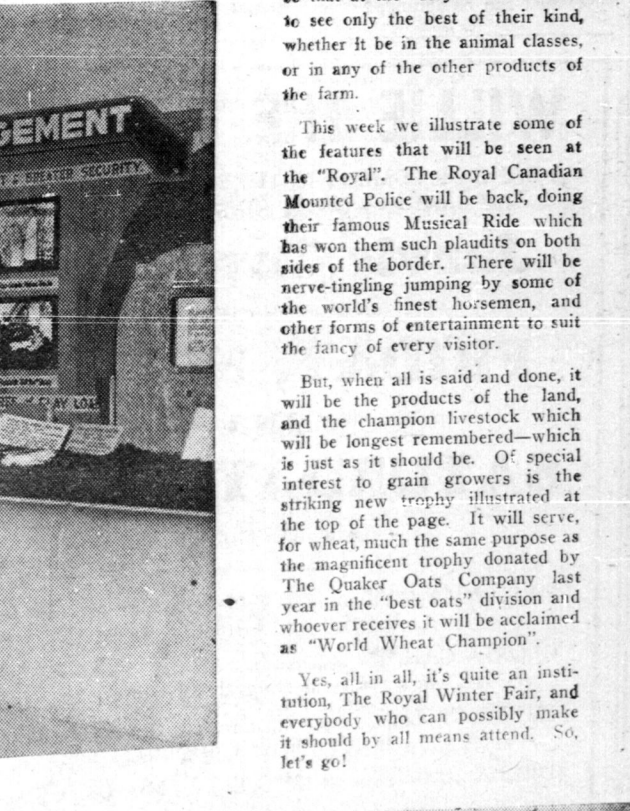 GEMENT
GREATER SECURITY.
CLAY LOAM
to see only the best of their kind,
whether it be in the animal classes,
or in any of the other products of
the farm.
This week we illustrate some of
the features that will be seen at
the "Royal". The Royal Canadian
Mounted Police will be back, doing
their famous Musical Ride which
has won them such plaudits on both
sides of the border. There will be
nerve-tingling jumping by some of
the world's finest horsemen, and
other forms of entertainment to suit
the fancy of every visitor.
But, when all is said and done, it
will be the products of the land,
and the champion livestock which
will be longest remembered—which
is just as it should be. Of special
interest to grain growers is the
striking new trophy illustrated at
the top of the page. It will serve,
for wheat, much the same purpose as
the magnificent trophy donated by
The Quaker Oats Company last
year in the "best oats" division and
whoever receives it will be acclaimed
as "World Wheat Champion".
Yes, all in all, it's quite an insti-
tution, The Royal Winter Fair, and
everybody who can possibly make
it should by all means attend. So,
let's go!